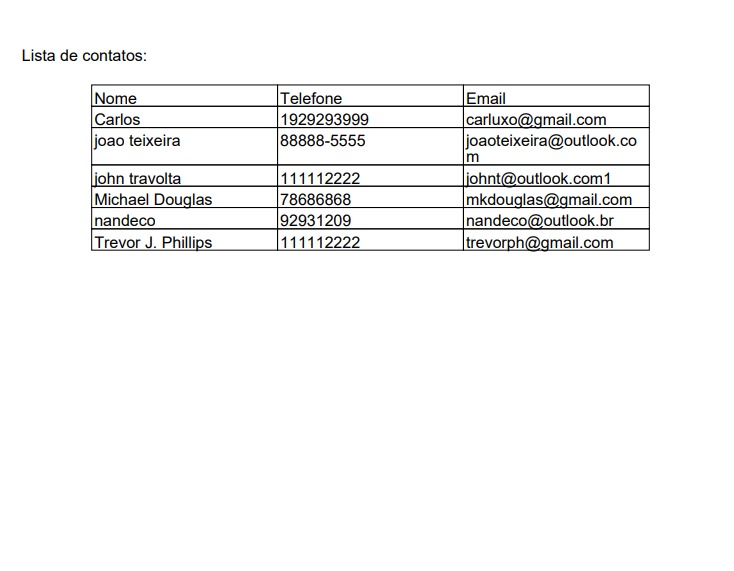 Lista de contatos:
Nome Telefone Email
Carlos 1929293999 carluxo@gmail.com
joao teixeira 88888-5555 joaoteixeira@outlook.co
m
john travolta 111112222 johnt@outlook.com1
Michael Douglas 78686868 mkdouglas@gmail.com
nandeco 92931209 nandeco@outlook.br
Trevor J. Phillips 111112222 trevorph@gmail.com